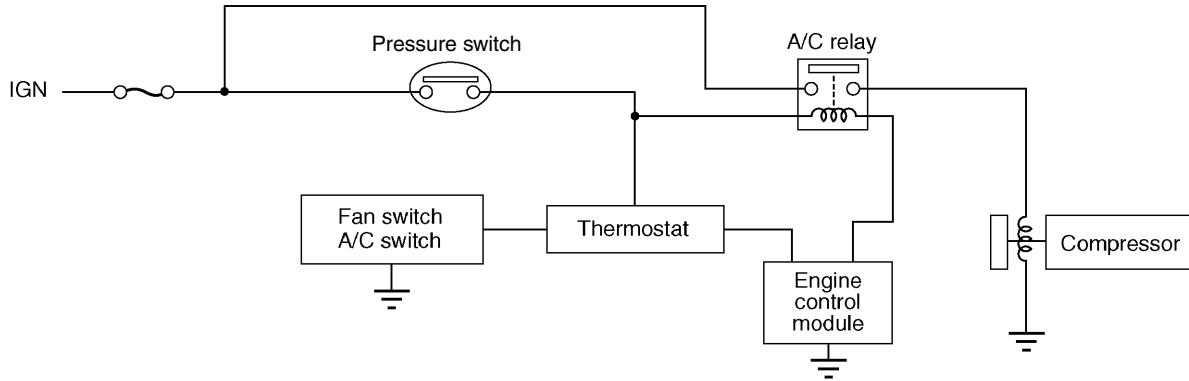 A/C relay
Pressure switch
IGN
Fan switch
A/C switch
Thermostat
Compressor
Engine
control
module